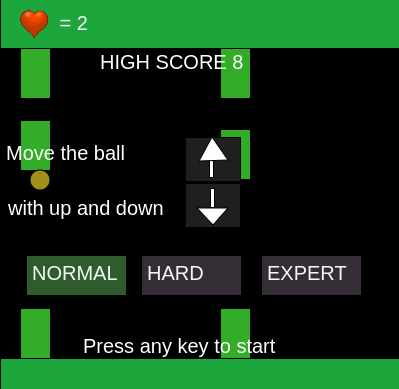 = 2
HIGH SCORE 8
Move the ball
with up and down
NORMAL HARD EXPERT
Press any key to start